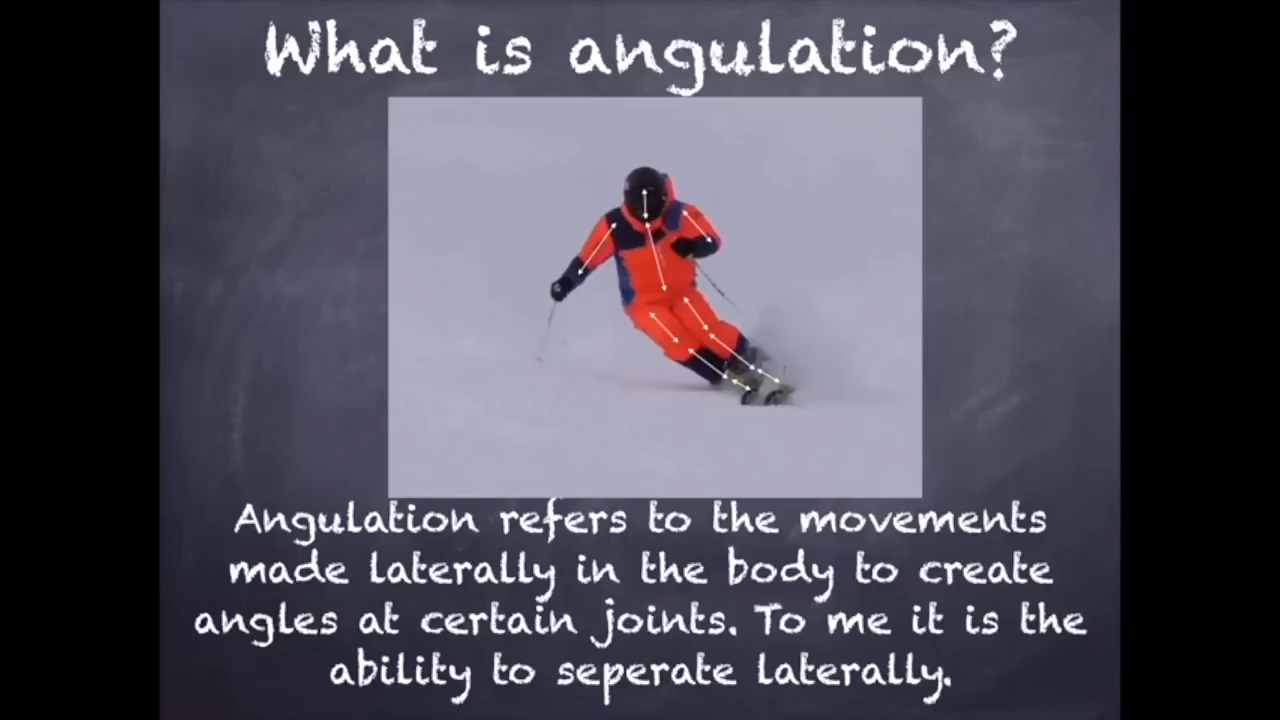 What is angulation?
Angulation refers to the movements
made laterally in the body to create
angles at certain joints. To me it is the
ability to seperate laterally.